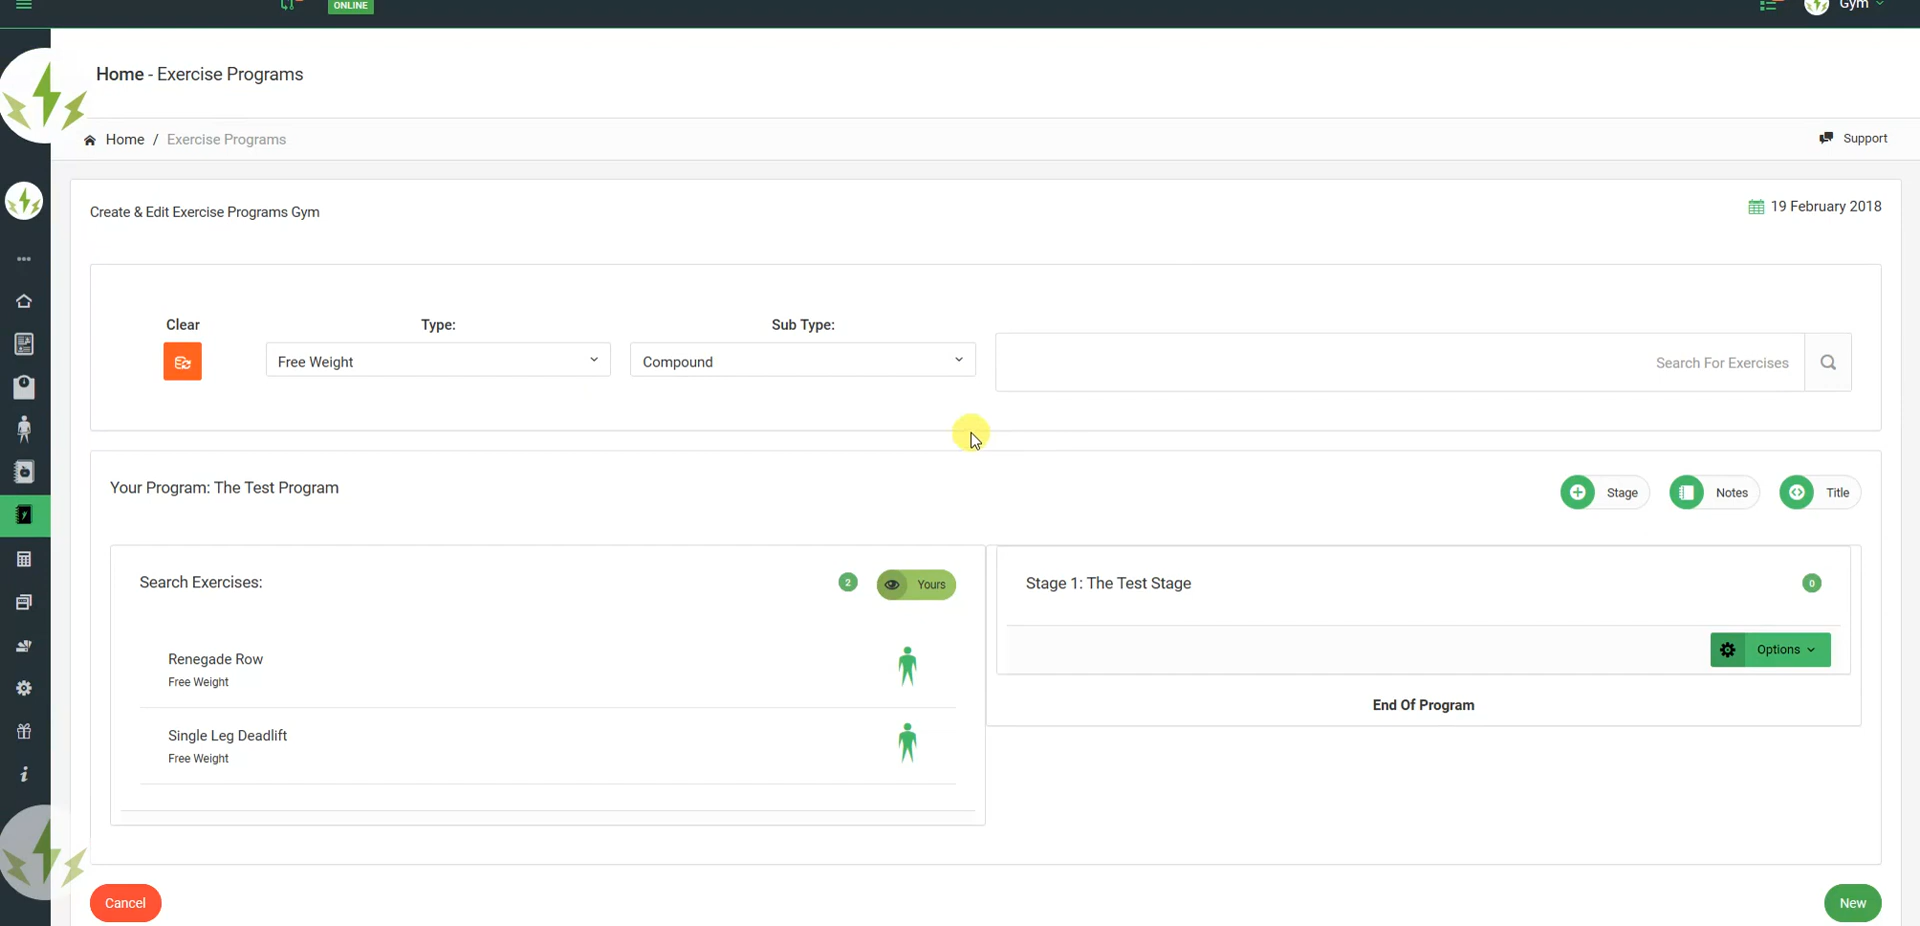 ONLINE
Gym
Home - Exercise Programs
Home / Exercise Programs
Support
Create & Edit Exercise Programs Gym
19 February 2018
Clear
Type:
Sub Type:
Free Weight
Compound
Search For Exercises
Your Program: The Test Program
Stage
Notes
Title
Search Exercises:
2
Yours
Stage 1: The Test Stage
0
Renegade Row
Free Weight
Options
End Of Program
Single Leg Deadlift
Free Weight
Cancel
New